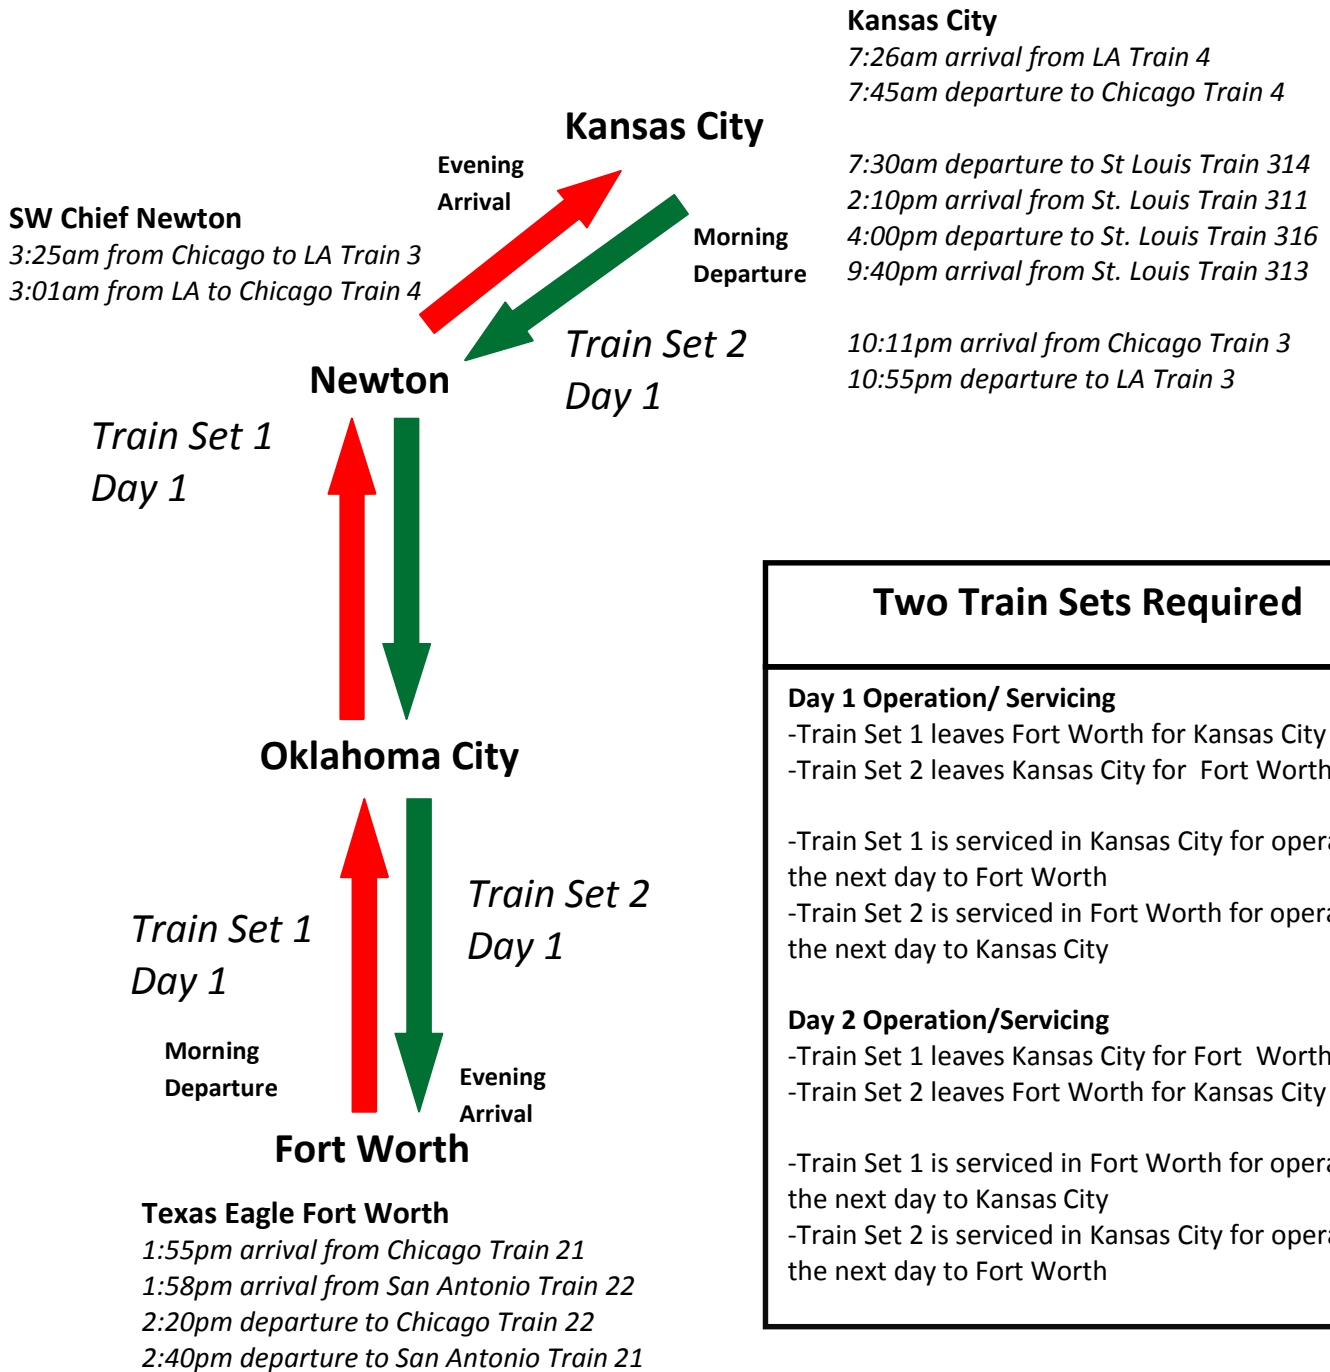 Kansas City
7:26am arrival from LA Train 4
7:45am departure to Chicago Train 4
7:30am departure to St Louis Train 314
2:10pm arrival from St. Louis Train 311
4:00pm departure to St. Louis Train 316
9:40pm arrival from St. Louis Train 313
10:11pm arrival from Chicago Train 3
10:55pm departure to LA Train 3
Kansas City
Evening
Arrival
Morning
Departure
SW Chief Newton
3:25am from Chicago to LA Train 3
3:01am from LA to Chicago Train 4
Train Set 2
Day 1
Newton
Train Set 1
Day 1
Oklahoma City
Train Set 1
Day 1
Train Set 2
Day 1
Morning
Departure
Evening
Arrival
Fort Worth
Texas Eagle Fort Worth
1:55pm arrival from Chicago Train 21
1:58pm arrival from San Antonio Train 22
2:20pm departure to Chicago Train 22
2:40pm departure to San Antonio Train 21
Two Train Sets Required
Day 1 Operation/ Servicing
-Train Set 1 leaves Fort Worth for Kansas City
-Train Set 2 leaves Kansas City for Fort Worth
-Train Set 1 is serviced in Kansas City for
the next day to Fort Worth
-Train Set 2 is serviced in Fort Worth for
the next day to Kansas City
Day 2 Operation/Servicing
-Train Set 1 leaves Kansas City for Fort Worth
-Train Set 2 leaves Fort Worth for Kansas City
-Train Set 1 is serviced in Fort Worth for
the next day to Kansas City
-Train Set 2 is serviced in Kansas City for
the next day to Fort Worth